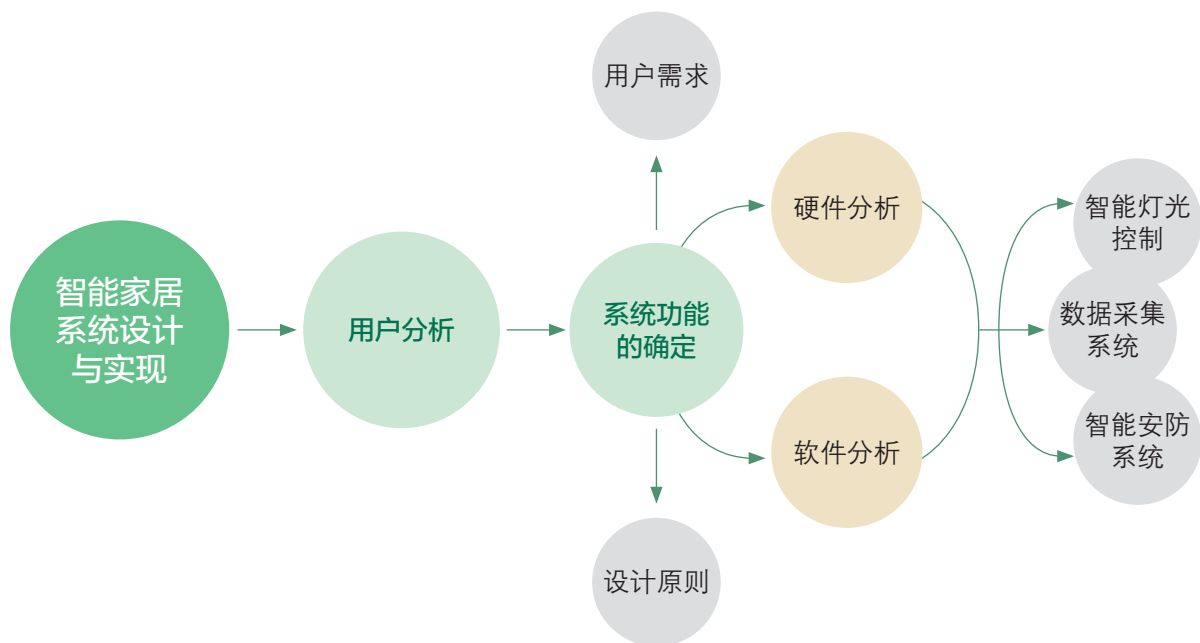 智能家居
系统设计
与实现
用户分析
系统功能
的确定
用户需求
设计原则
硬件分析
软件分析
智能灯光
控制
数据采集
系统
智能安防
系统